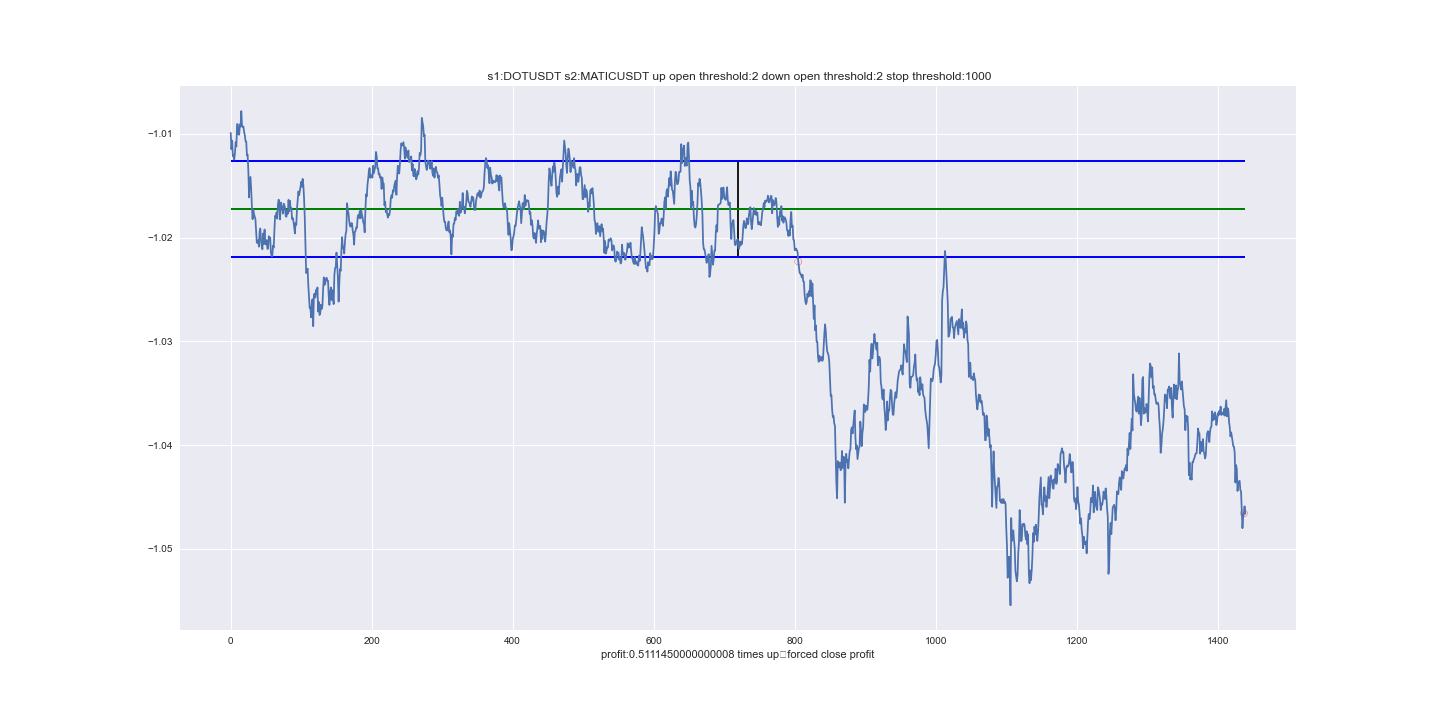 s1:DOTUSDT s2:MATICUSDT up open threshold:2 down open threshold:2 stop threshold:1000
−1.01
−1.02
−1.03
−1.04
−1.05
0 200 400 600 800 1000 1200 1400
profit:0.5111450000000008 times up□forced close profit